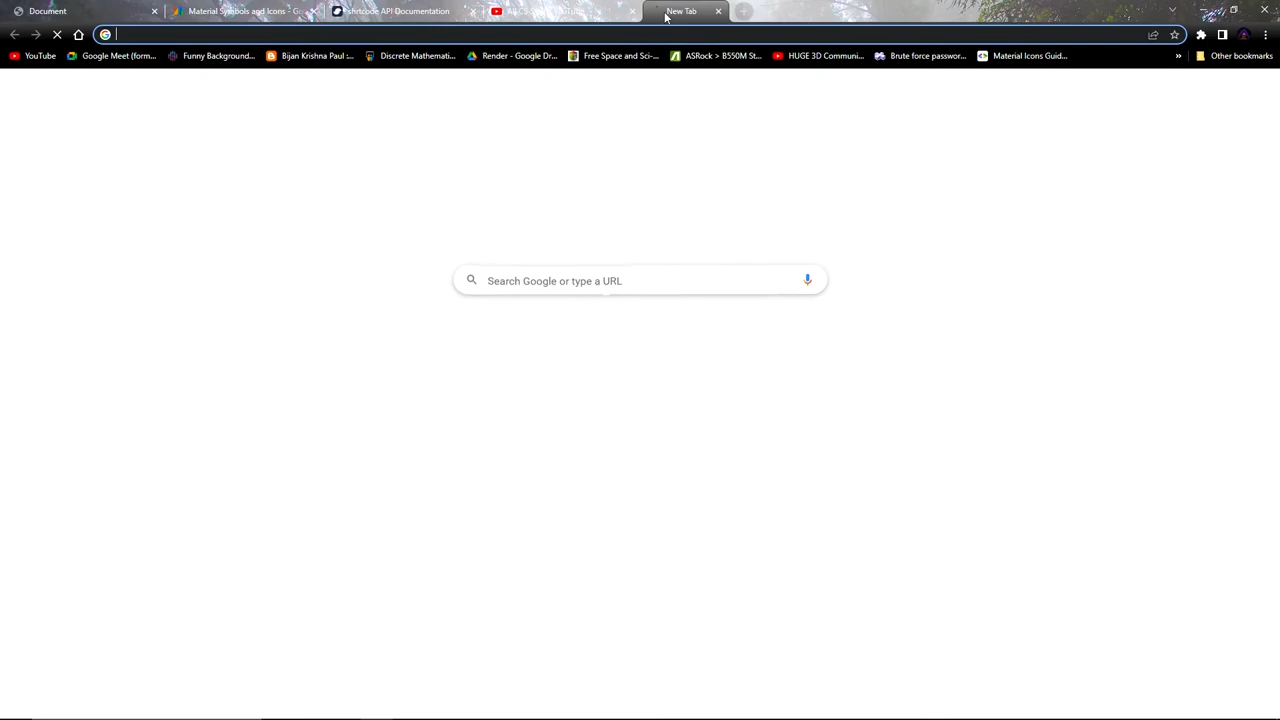 Document
Material Symbols and Icons - Go
shrtcode API Documentation
New Tab
YouTube
Google Meet (form...
Funny Background...
Bijan Krishna Paul :...
Discrete Mathemati...
Render - Google Dr...
Free Space and Sci-...
ASRock > B550M St...
HUGE 3D Communi...
Brute force passwor...
Material Icons Guid...
»
Other bookmarks
Search Google or type a URL